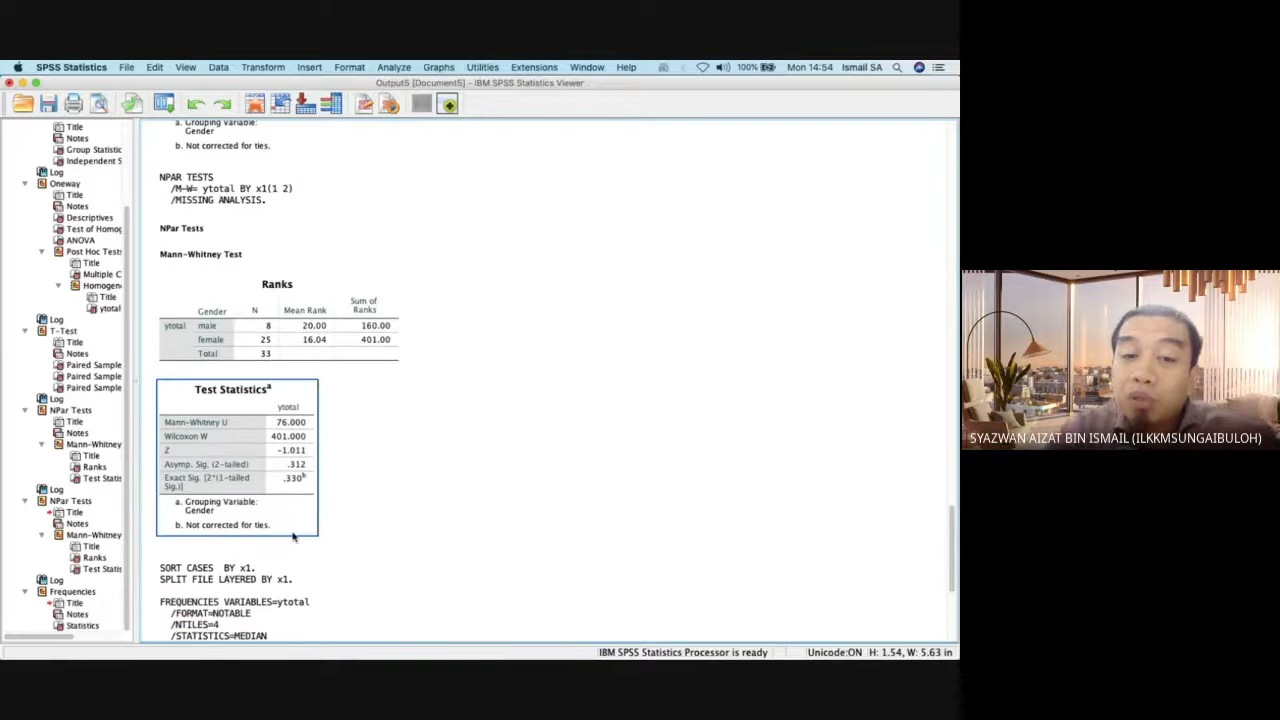 SPSS Statistics File Edit View Data Transform Insert Format Analyze Graphs Utilities Extensions Window Help 100% Mon 14:54 Ismail SA
Output5 [Document5] - IBM SPSS Statistics Viewer
Title
Notes
Group Statistic
Independent S
Log
Oneway
Title
Notes
Descriptives
Test of Homog
ANOVA
Post Hoc Tests
Title
Multiple C
Homogen
Title
ytotal
Log
T-Test
Title
Notes
Paired Sample
Paired Sample
Paired Sample
Log
NPar Tests
Title
Notes
Mann-Whitney
Title
Ranks
Test Statis
Log
NPar Tests
Title
Notes
Mann-Whitney
Title
Ranks
Test Statis
Log
Frequencies
Title
Notes
Statistics
a. Grouping Variable:
Gender
b. Not corrected for ties.
NPAR TESTS
/M-W= ytotal BY x1(1 2)
/MISSING ANALYSIS.
NPar Tests
Mann-Whitney Test
Ranks
Gender N Mean Rank Sum of Ranks
ytotal male 8 20.00 160.00
female 25 16.04 401.00
Total 33
Test Statisticsa
ytotal
Mann-Whitney U 76.000
Wilcoxon W 401.000
Z -1.011
Asymp. Sig. (2-tailed) .312
Exact Sig. [2*(1-tailed Sig.)] .330b
a. Grouping Variable:
Gender
b. Not corrected for ties.
SORT CASES BY x1.
SPLIT FILE LAYERED BY x1.
FREQUENCIES VARIABLES=ytotal
/FORMAT=NOTABLE
/NTILES=4
/STATISTICS=MEDIAN
IBM SPSS Statistics Processor is ready Unicode:ON H: 1.54, W: 5.63 in
SYAZWAN AIZAT BIN ISMAIL (ILKKMSUNGAIBULOH)